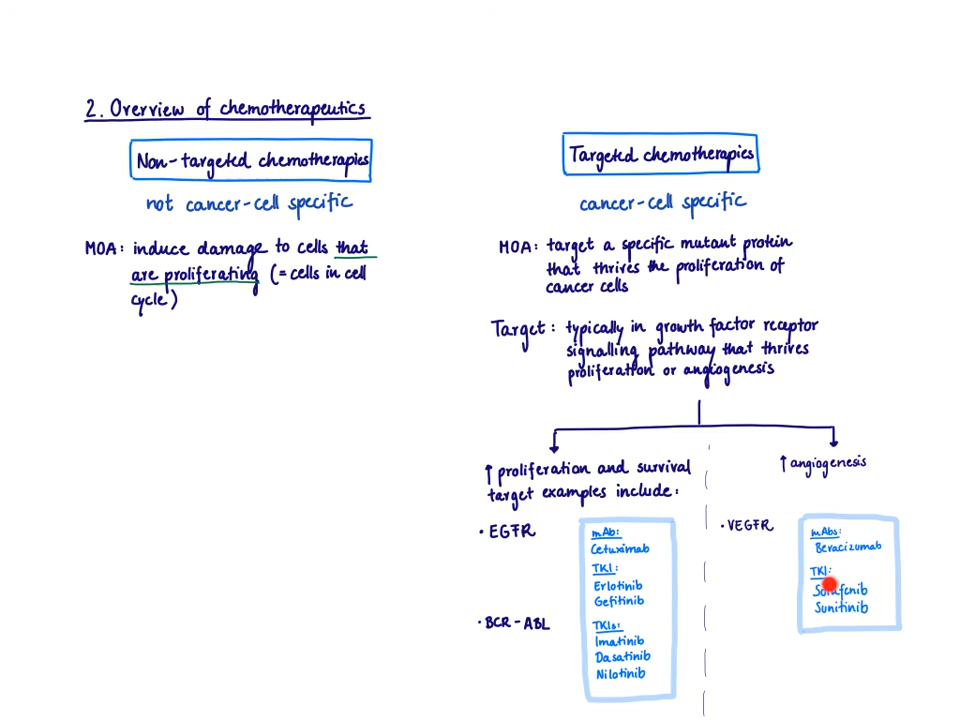 2. Overview of chemotherapeutics
Non-targeted chemotherapies
not cancer-cell specific
MOA: induce damage to cells that
are proliferating (= cells in cell
cycle)
Targeted chemotherapies
cancer-cell specific
MOA: target a specific mutant protein
that thrives the proliferation of
cancer cells
Target: typically in growth factor receptor
signalling pathway that thrives
proliferation or angiogenesis
↑ proliferation and survival
target examples include:
• EGFR
mAb:
Cetuximab
TKI:
Erlotinib
Gefitinib
• BCR-ABL
TKIs:
Imatinib
Dasatinib
Nilotinib
↑ angiogenesis
• VEGFR
mAbs:
Bevacizumab
TKI:
Sorafenib
Sunitinib